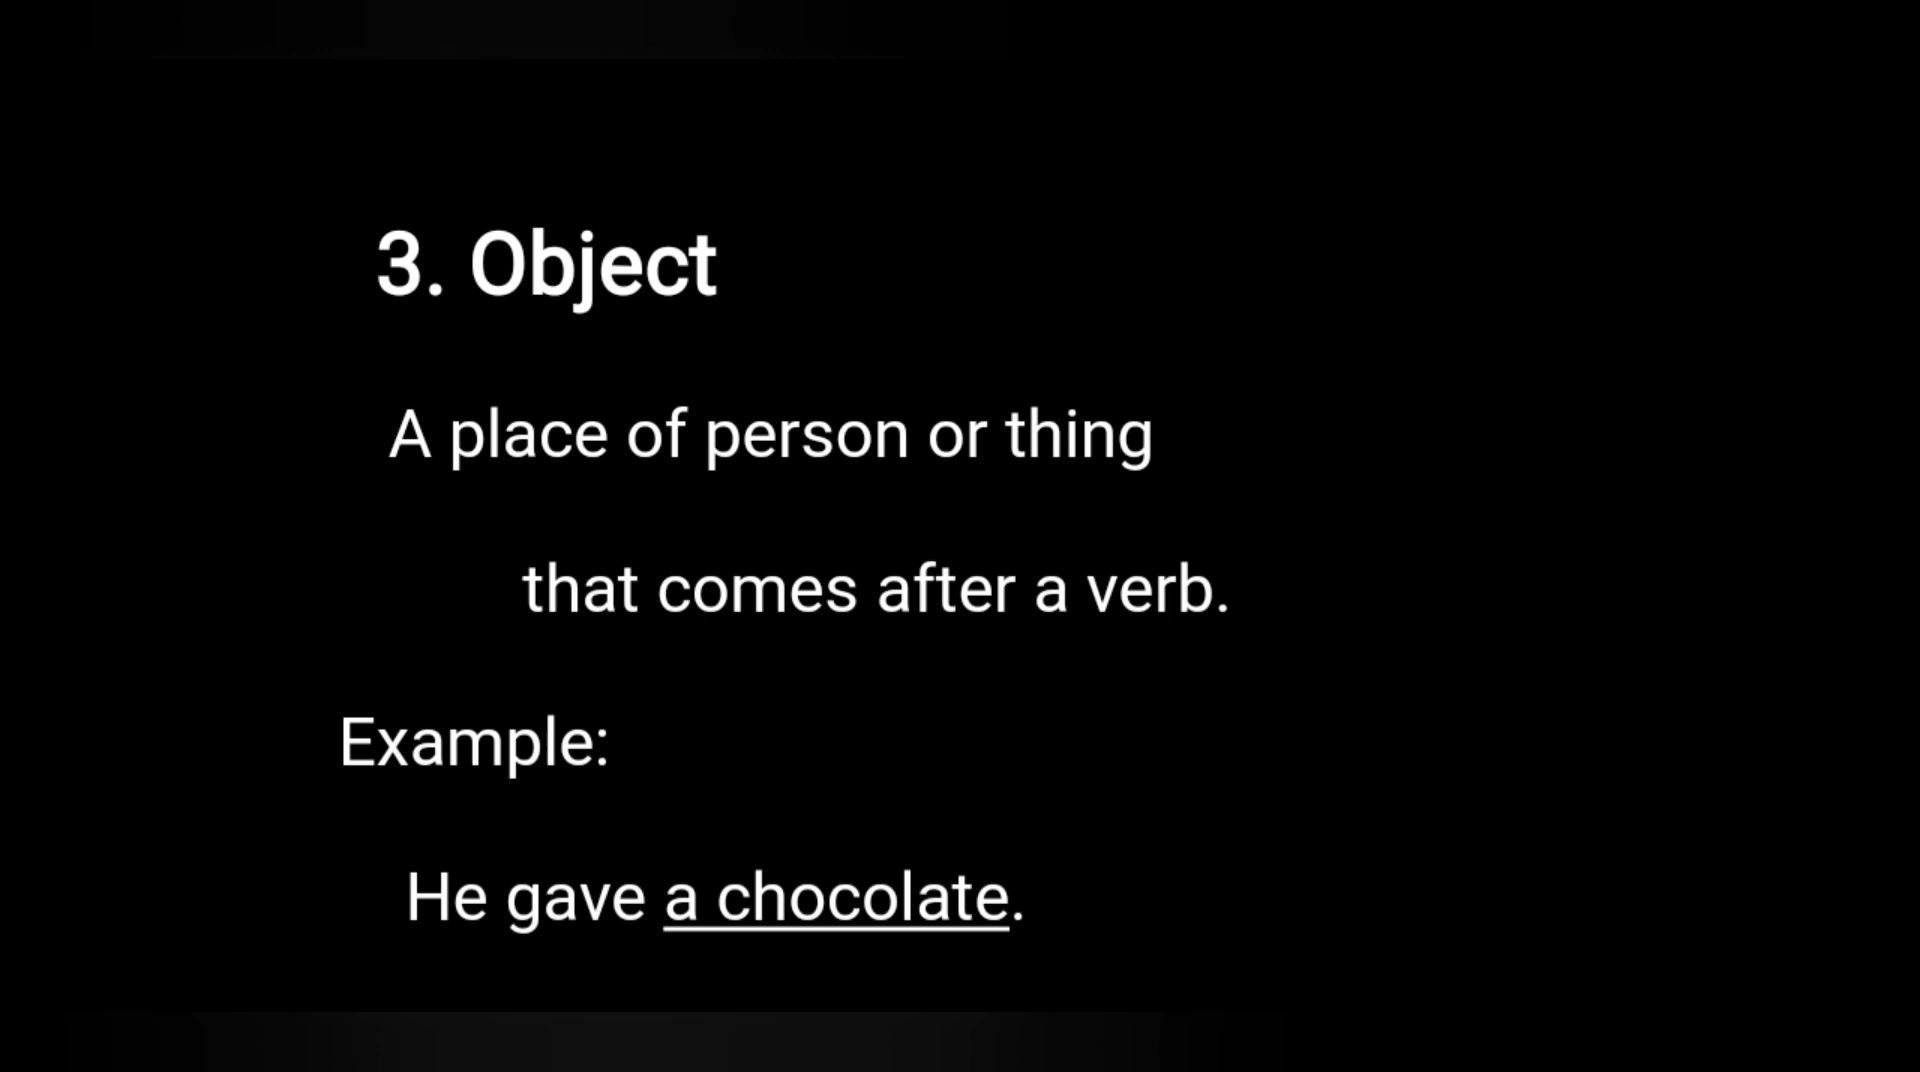 3. Object
A place of person or thing
that comes after a verb.
Example:
He gave a chocolate.